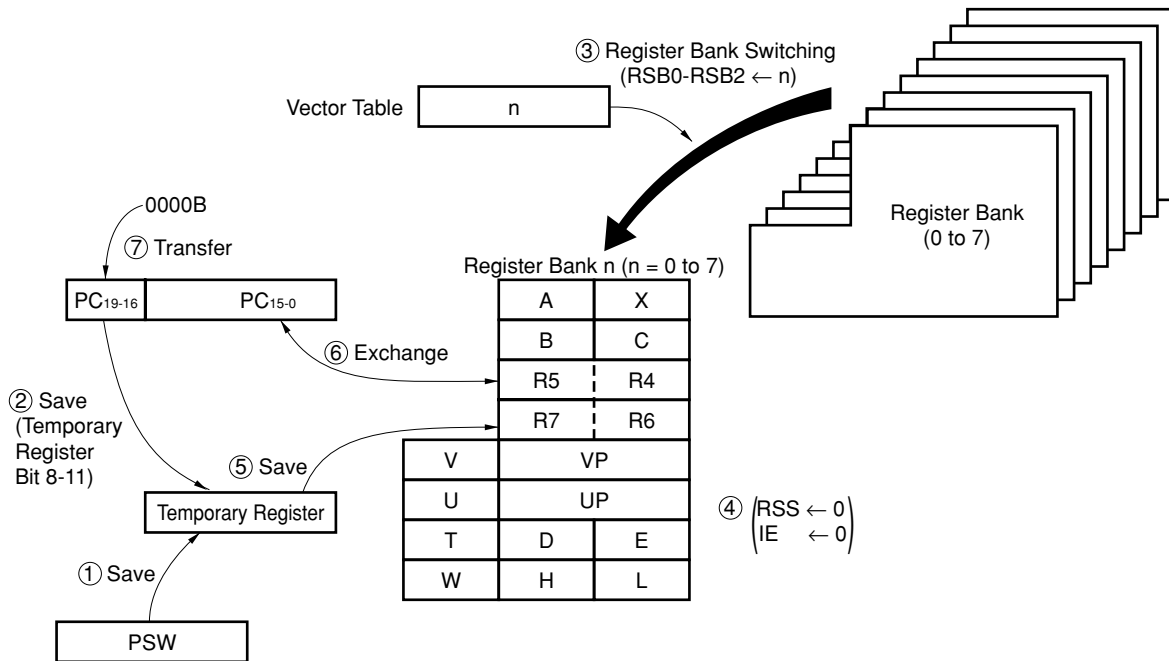 ③ Register Bank Switching
(RSB0-RSB2 ← n)
Vector Table
n
Register Bank
(0 to 7)
0000B
⑦ Transfer
Register Bank n (n = 0 to 7)
PC19-16
PC15-0
A
X
B
C
⑥ Exchange
R5
R4
R7
R6
② Save
(Temporary
Register
Bit 8-11)
⑤ Save
V
VP
U
UP
Temporary Register
④
RSS ← 0
IE ← 0
T
D
E
W
H
L
① Save
PSW